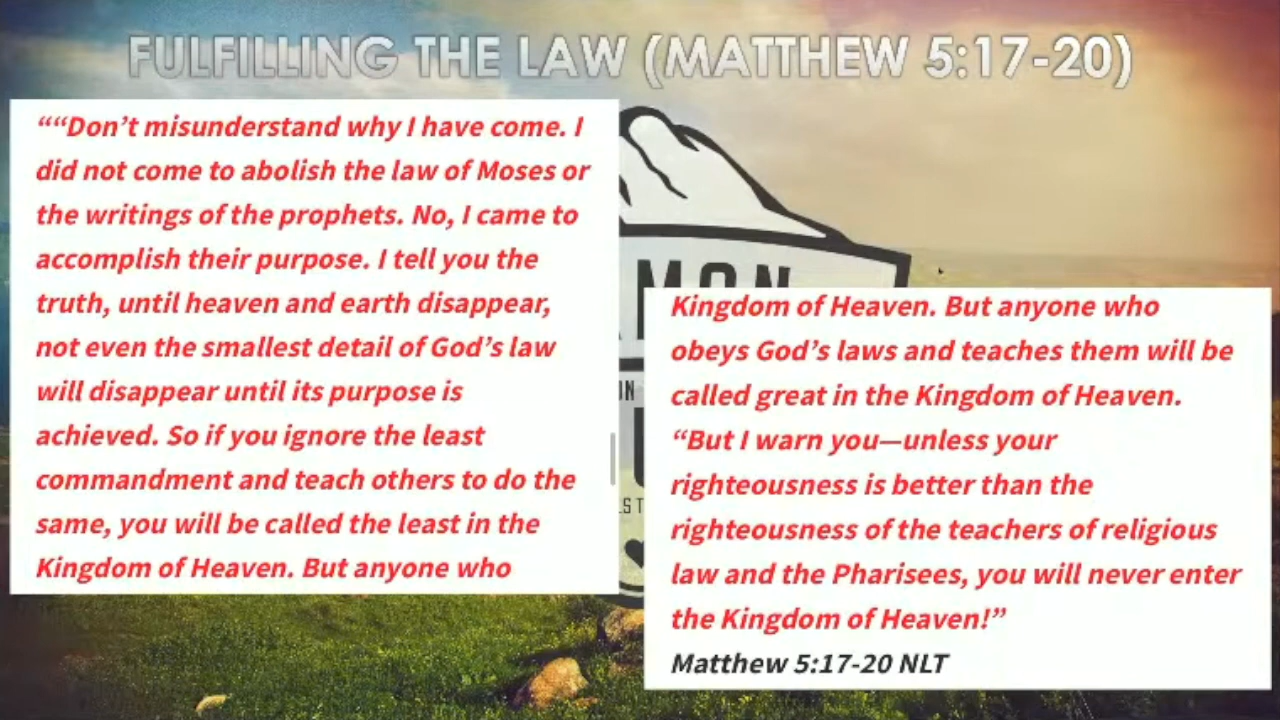 FULFILLING THE LAW (MATTHEW 5:17-20)
““Don’t misunderstand why I have come. I
did not come to abolish the law of Moses or
the writings of the prophets. No, I came to
accomplish their purpose. I tell you the
truth, until heaven and earth disappear,
not even the smallest detail of God’s law
will disappear until its purpose is
achieved. So if you ignore the least
commandment and teach others to do the
same, you will be called the least in the
Kingdom of Heaven. But anyone who
Kingdom of Heaven. But anyone who
obeys God’s laws and teaches them will be
called great in the Kingdom of Heaven.
“But I warn you—unless your
righteousness is better than the
righteousness of the teachers of religious
law and the Pharisees, you will never enter
the Kingdom of Heaven!”
Matthew 5:17-20 NLT